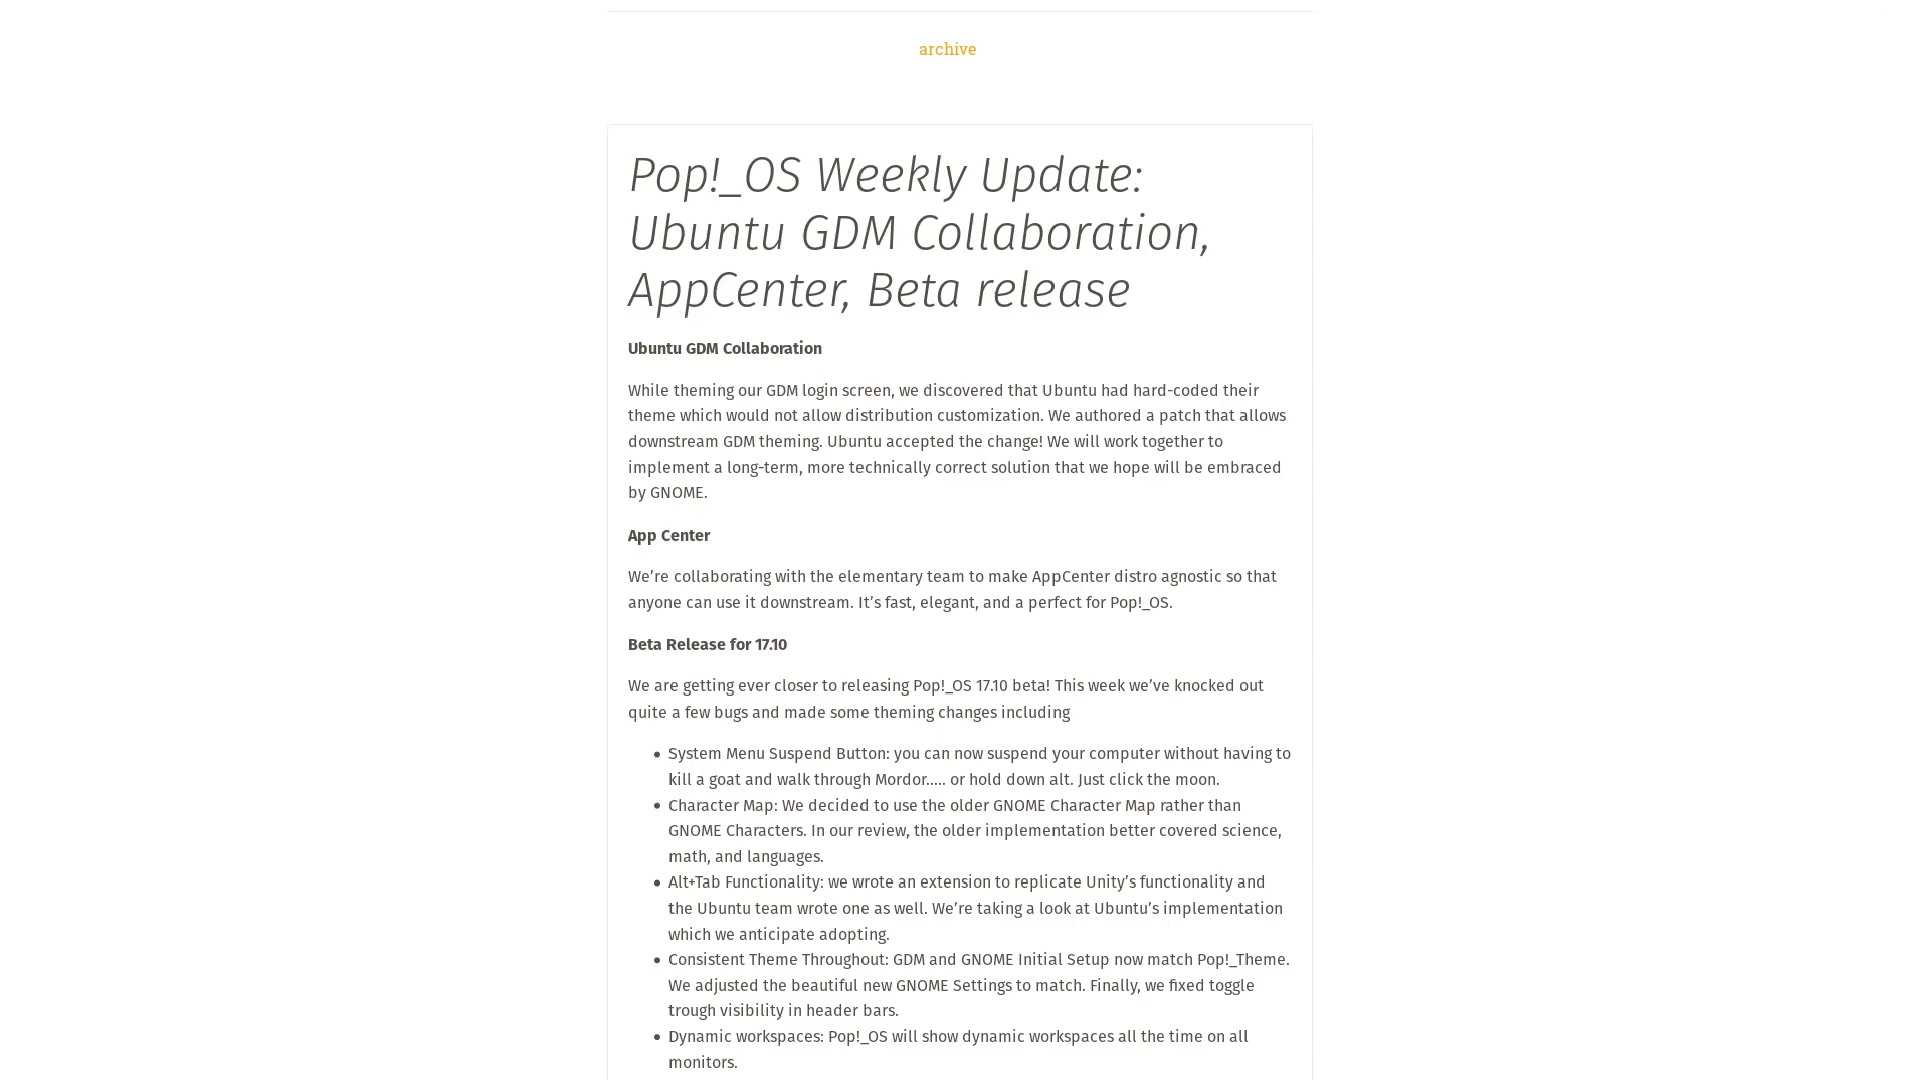 archive
Pop!_OS Weekly Update:
Ubuntu GDM Collaboration,
AppCenter, Beta release
Ubuntu GDM Collaboration
While theming our GDM login screen, we discovered that Ubuntu had hard-coded their
theme which would not allow distribution customization. We authored a patch that allows
downstream GDM theming. Ubuntu accepted the change! We will work together to
implement a long-term, more technically correct solution that we hope will be embraced
by GNOME.
App Center
We’re collaborating with the elementary team to make AppCenter distro agnostic so that
anyone can use it downstream. It’s fast, elegant, and a perfect for Pop!_OS.
Beta Release for 17.10
We are getting ever closer to releasing Pop!_OS 17.10 beta! This week we’ve knocked out
quite a few bugs and made some theming changes including
• System Menu Suspend Button: you can now suspend your computer without having to
kill a goat and walk through Mordor..... or hold down alt. Just click the moon.
• Character Map: We decided to use the older GNOME Character Map rather than
GNOME Characters. In our review, the older implementation better covered science,
math, and languages.
• Alt+Tab Functionality: we wrote an extension to replicate Unity’s functionality and
the Ubuntu team wrote one as well. We’re taking a look at Ubuntu’s implementation
which we anticipate adopting.
• Consistent Theme Throughout: GDM and GNOME Initial Setup now match Pop!_Theme.
We adjusted the beautiful new GNOME Settings to match. Finally, we fixed toggle
trough visibility in header bars.
• Dynamic workspaces: Pop!_OS will show dynamic workspaces all the time on all
monitors.